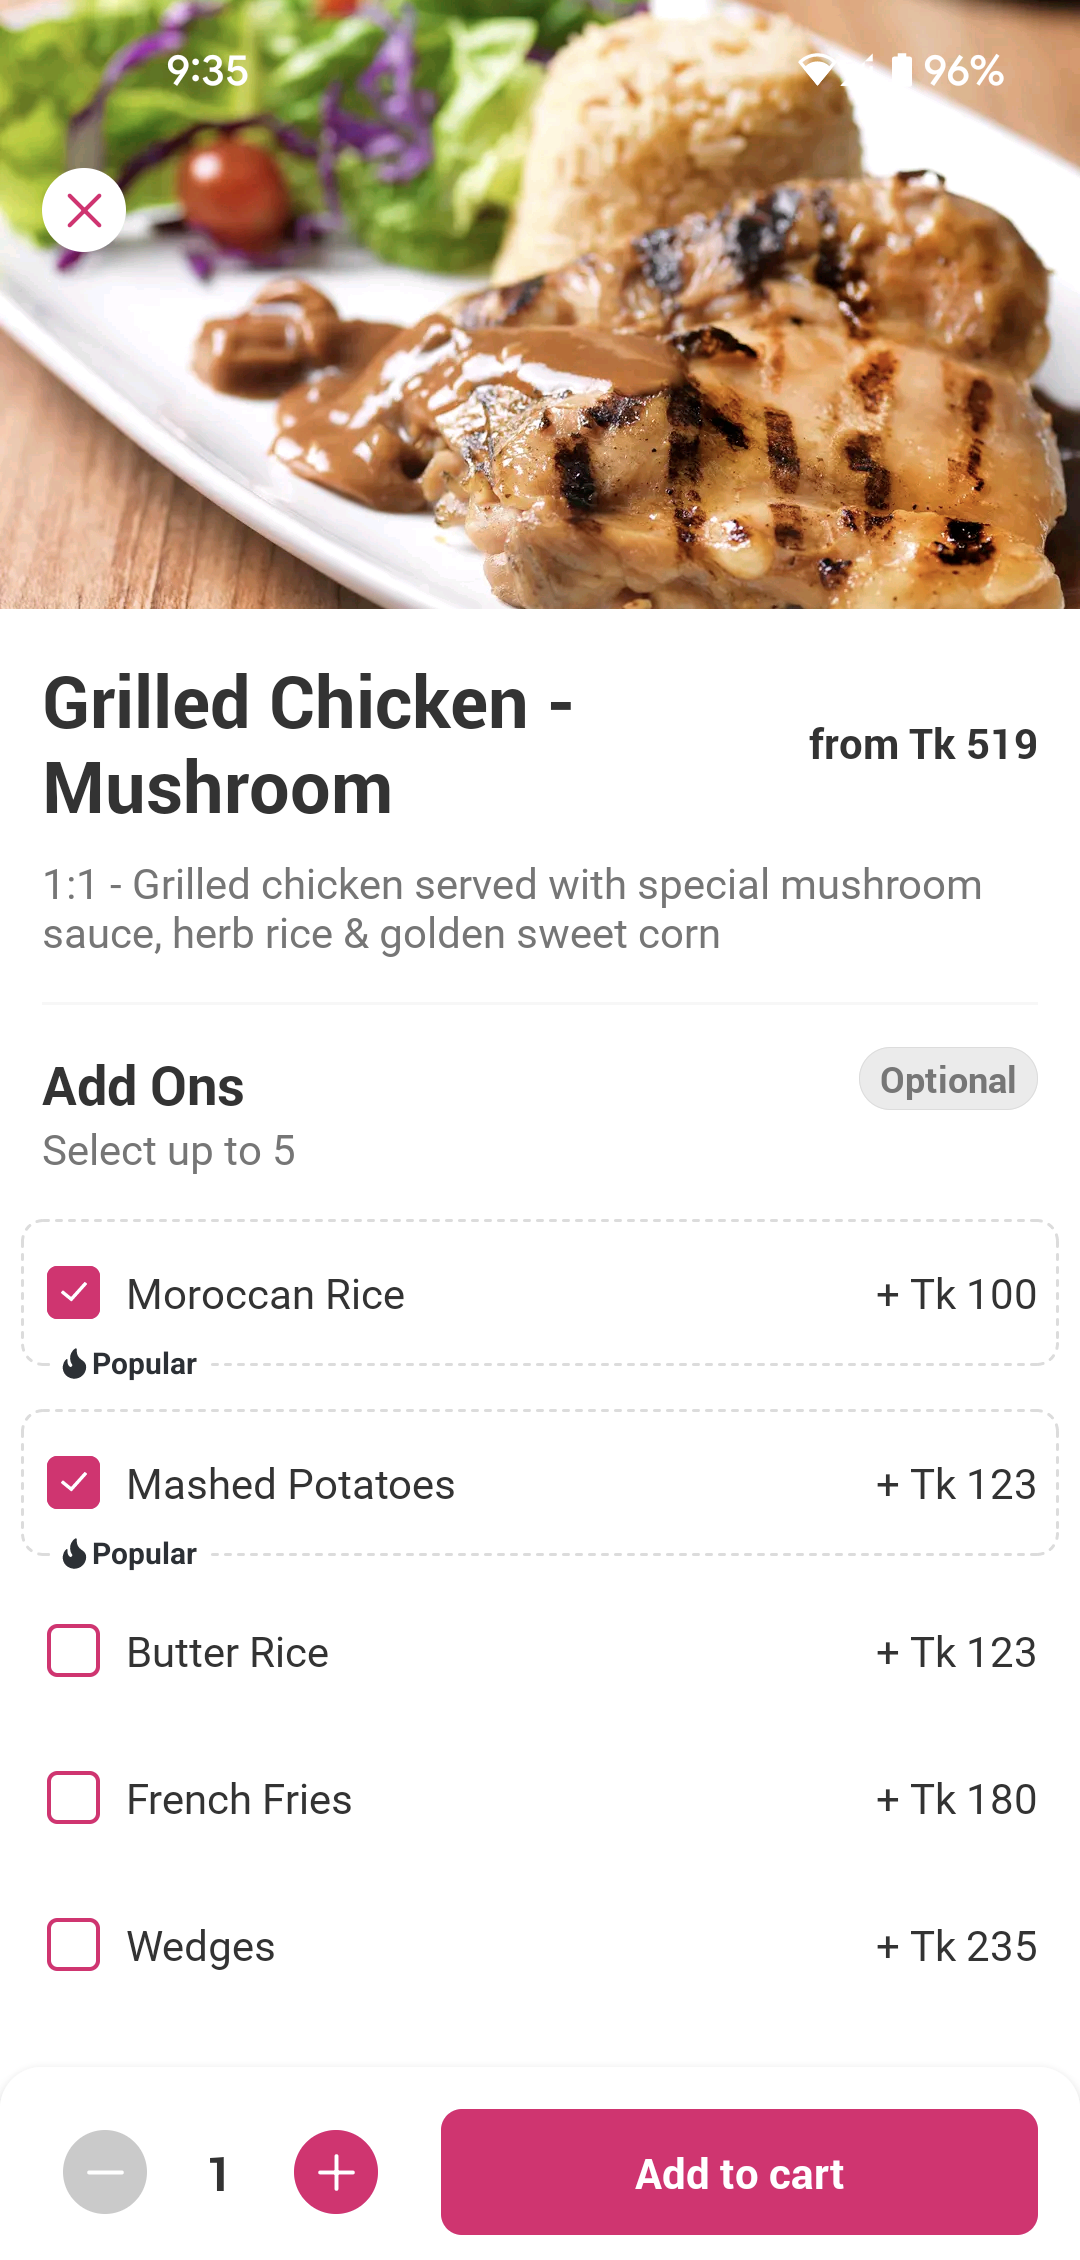 9:35
96%
Grilled Chicken -
Mushroom
from Tk 519
1:1 - Grilled chicken served with special mushroom
sauce, herb rice & golden sweet corn
Add Ons
Optional
Select up to 5
Moroccan Rice + Tk 100
Popular
Mashed Potatoes + Tk 123
Popular
Butter Rice + Tk 123
French Fries + Tk 180
Wedges + Tk 235
1
Add to cart